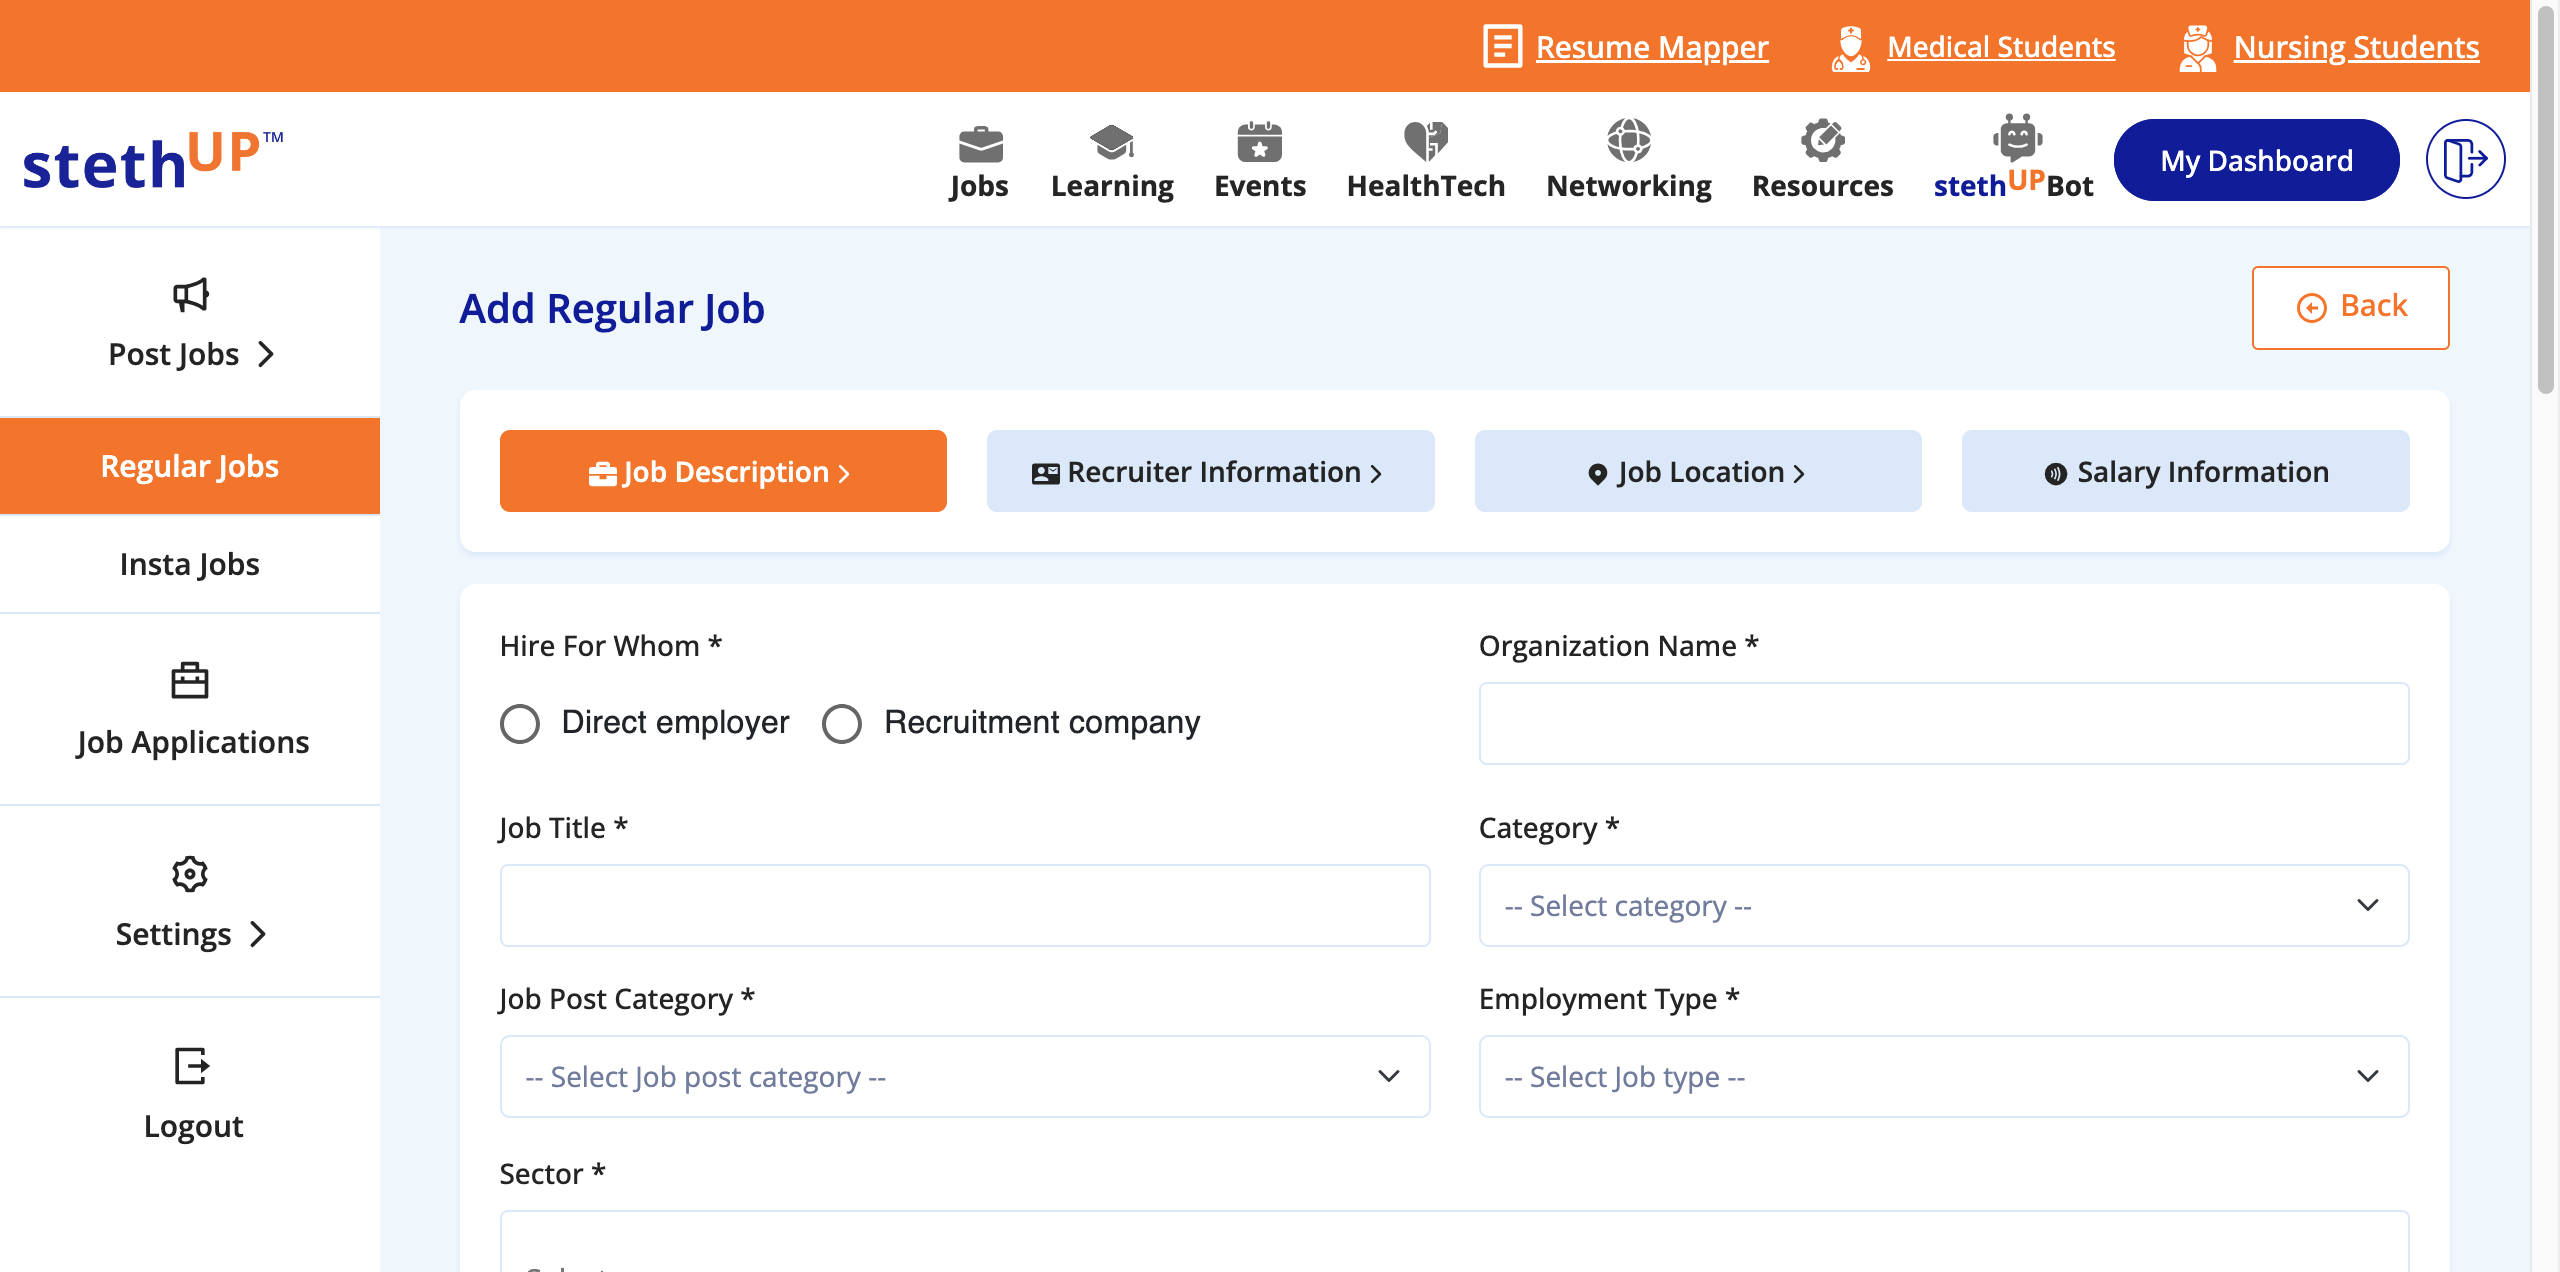 Resume Mapper
Medical Students
Nursing Students
stethUP™
Jobs
Learning
Events
HealthTech
Networking
Resources
stethUPBot
My Dashboard
Post Jobs
Regular Jobs
Insta Jobs
Job Applications
Settings
Logout
Add Regular Job
Back
Job Description
Recruiter Information
Job Location
Salary Information
Hire For Whom *
Direct employer
Recruitment company
Organization Name *
Job Title *
Category *
-- Select category --
Job Post Category *
-- Select Job post category --
Employment Type *
-- Select Job type --
Sector *